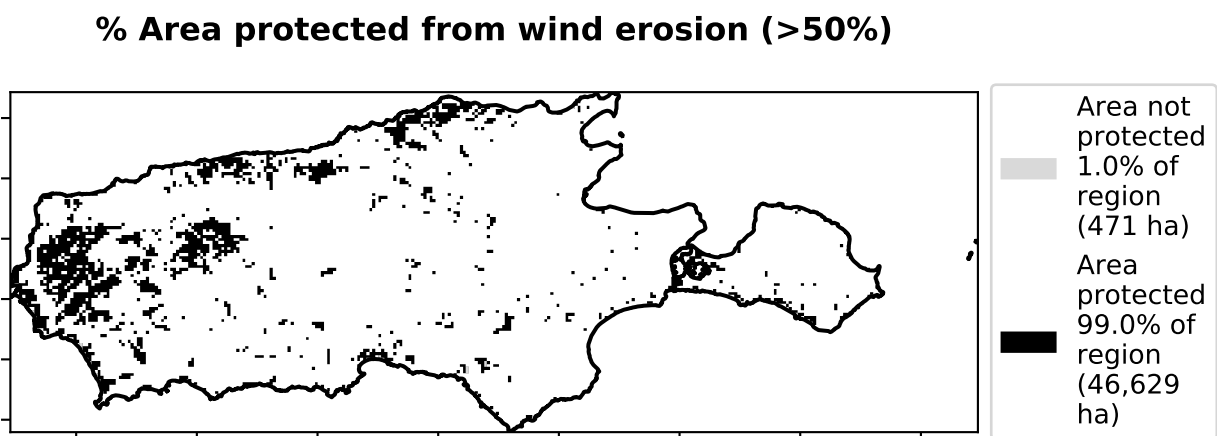 % Area protected from wind erosion (>50%)
Area not
protected
1.0% of
region
(471 ha)
Area
protected
99.0% of
region
(46,629
ha)